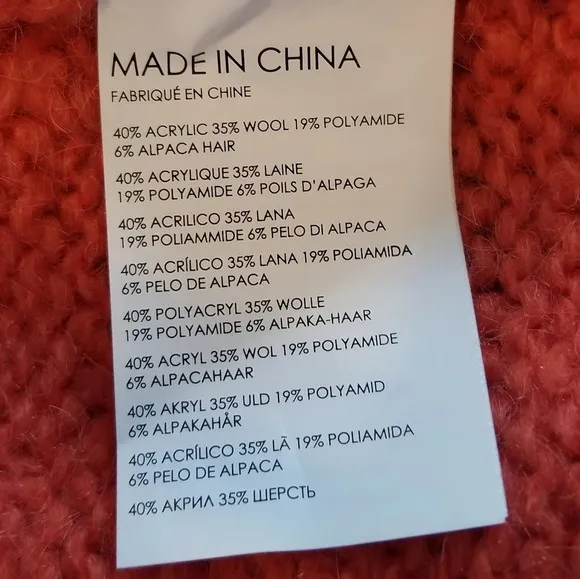 MADE IN CHINA
FABRIQUÉ EN CHINE
40% ACRYLIC 35% WOOL 19% POLYAMIDE
6% ALPACA HAIR
40% ACRYLIQUE 35% LAINE
19% POLYAMIDE 6% POILS D'ALPAGA
40% ACRILICO 35% LANA
19% POLIAMMIDE 6% PELO DI ALPACA
40% ACRÍLICO 35% LANA 19% POLIAMIDA
6% PELO DE ALPACA
40% POLYACRYL 35% WOLLE
19% POLYAMIDE 6% ALPAKA-HAAR
40% ACRYL 35% WOL 19% POLYAMIDE
6% ALPACAHAAR
40% AKRYL 35% ULD 19% POLYAMID
6% ALPAKAHÅR
40% ACRÍLICO 35% LÃ 19% POLIAMIDA
6% PELO DE ALPACA
40% АКРИЛ 35% ШЕРСТЬ